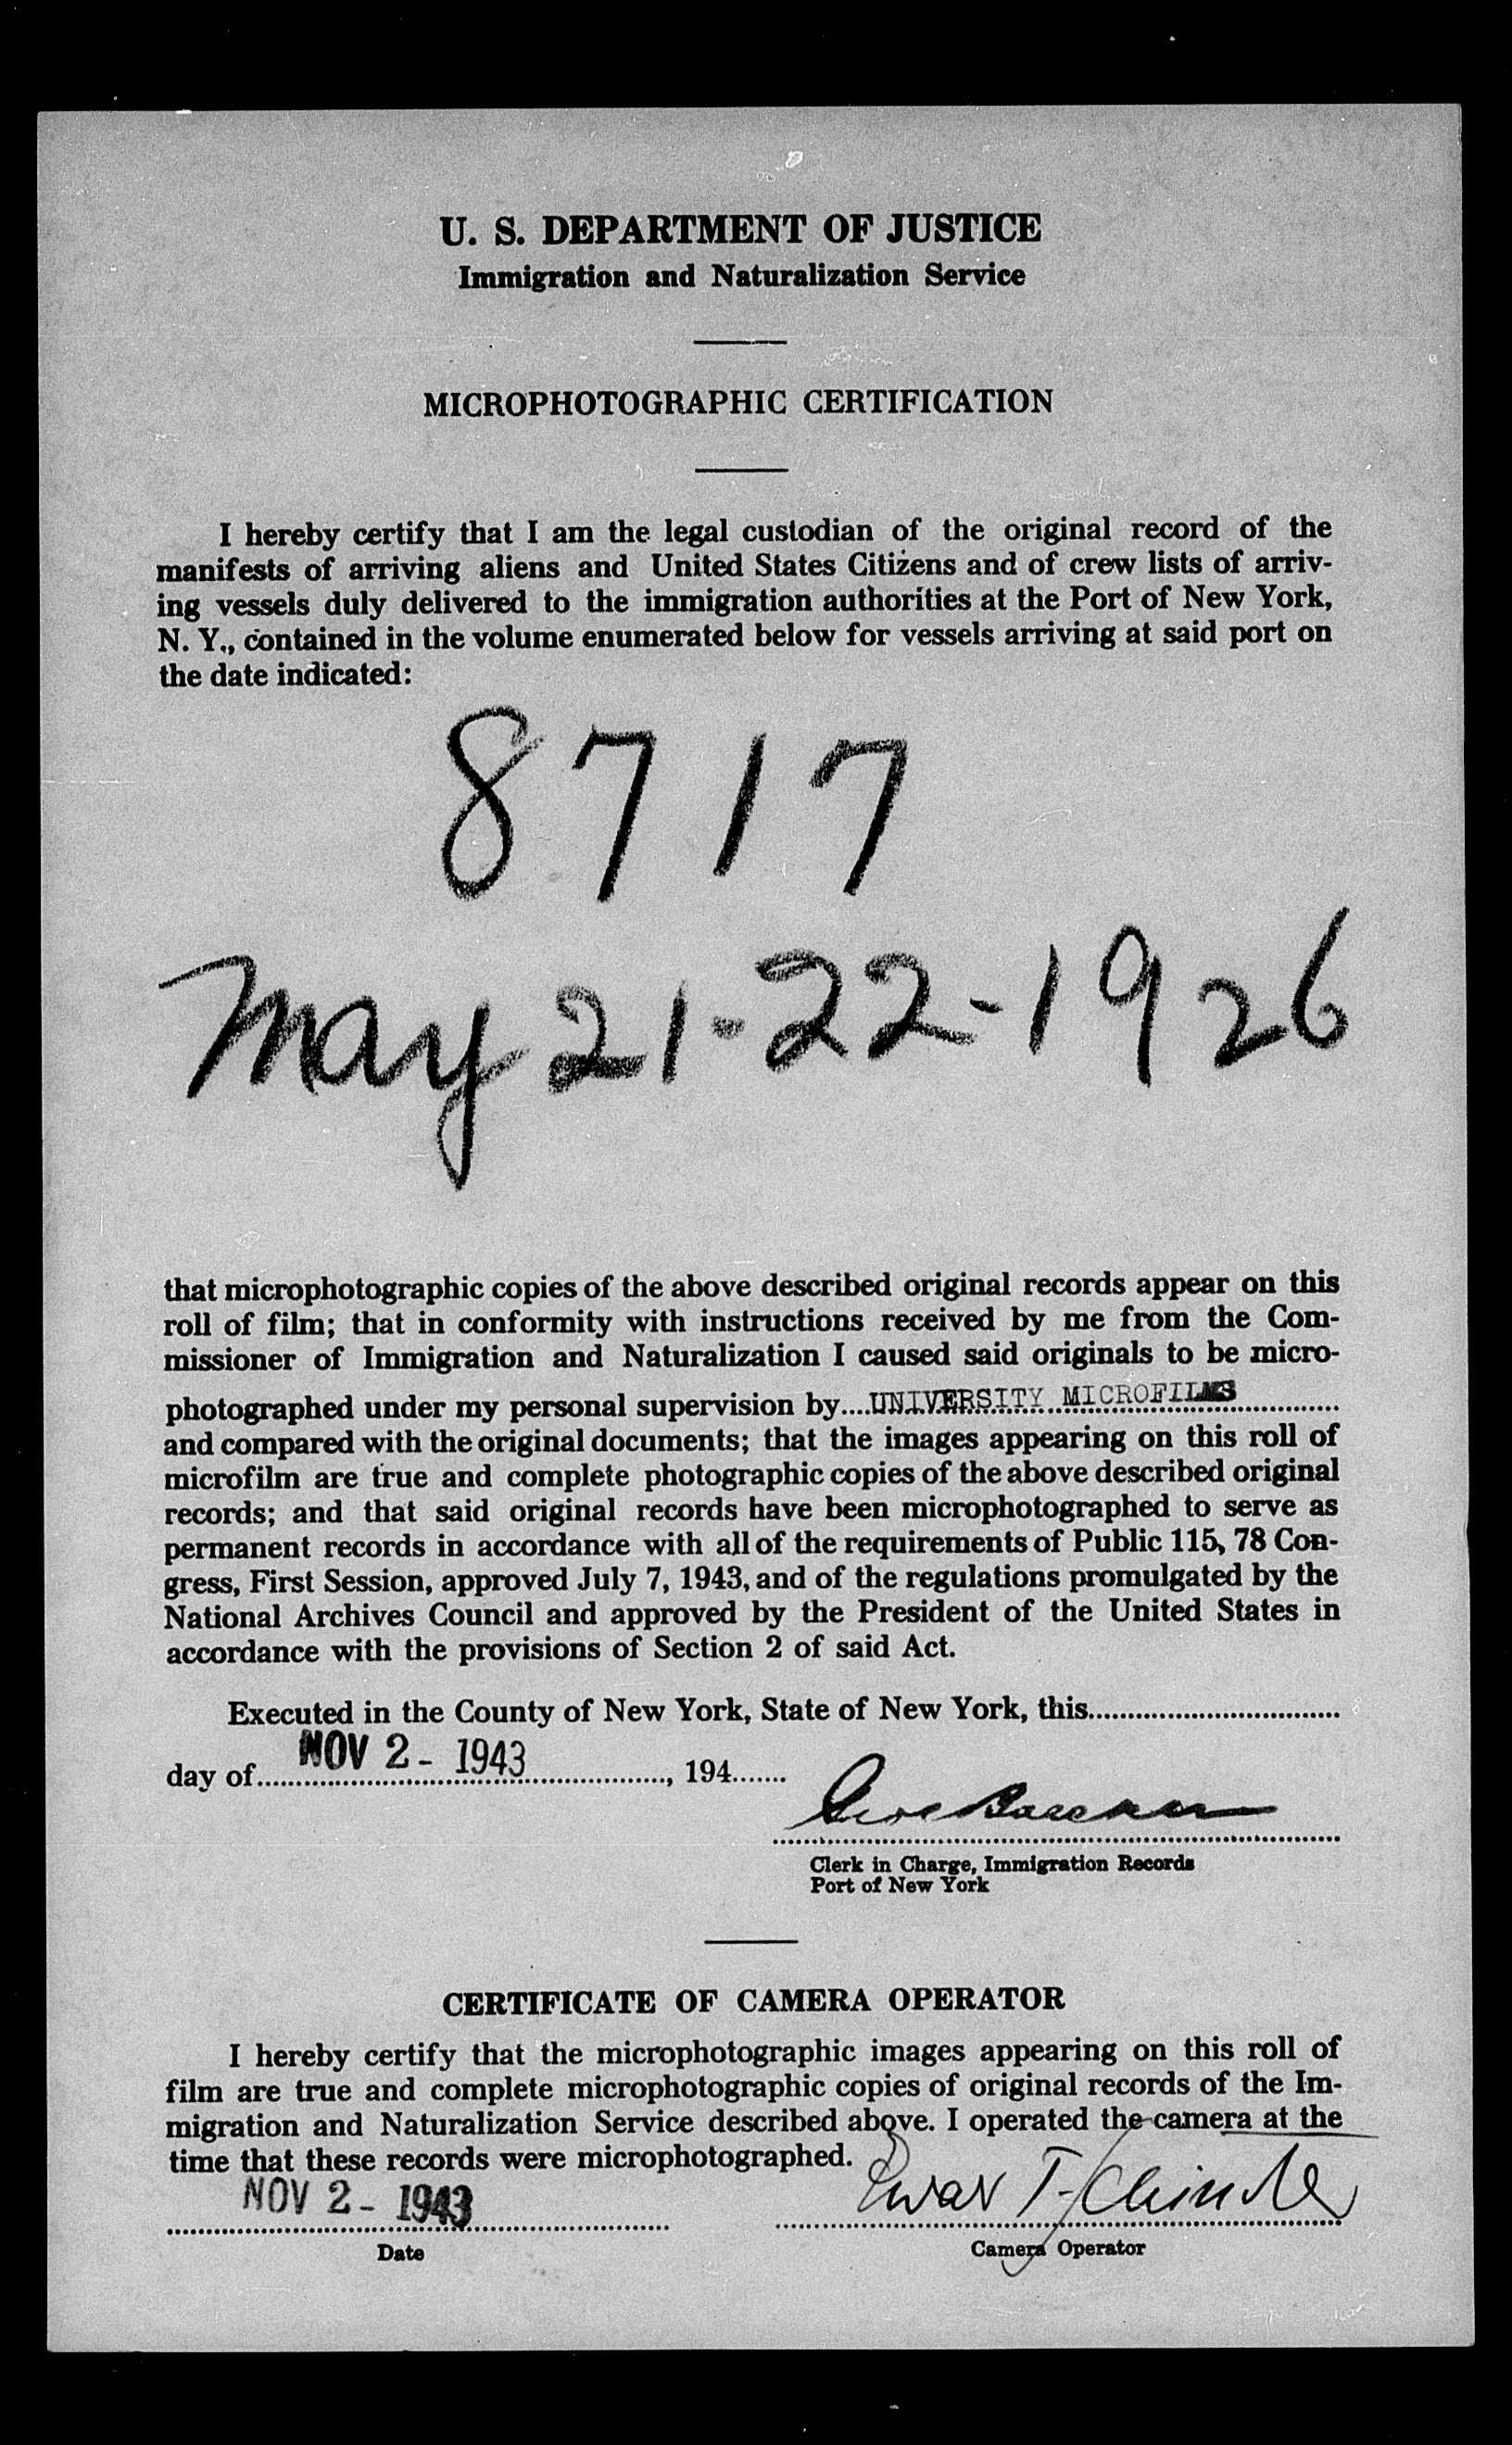 U. S. DEPARTMENT OF JUSTICE
Immigration and Naturalization Service
MICROPHOTOGRAPHIC CERTIFICATION
I hereby certify that I am the legal custodian of the original record of the
manifests of arriving aliens and United States Citizens and of crew lists of arriv-
ing vessels duly delivered to the immigration authorities at the Port of New York,
N. Y., contained in the volume enumerated below for vessels arriving at said port on
the date indicated:
8717
May 21-22-1926
that microphotographic copies of the above described original records appear on this
roll of film; that in conformity with instructions received by me from the Com-
missioner of Immigration and Naturalization I caused said originals to be micro-
photographed under my personal supervision by....UNIVERSITY MICROFILMS
and compared with the original documents; that the images appearing on this roll of
microfilm are true and complete photographic copies of the above described original
records; and that said original records have been microphotographed to serve as
permanent records in accordance with all of the requirements of Public 115, 78 Con-
gress, First Session, approved July 7, 1943, and of the regulations promulgated by the
National Archives Council and approved by the President of the United States in
accordance with the provisions of Section 2 of said Act.
Executed in the County of New York, State of New York, this
day of NOV 2 - 1943, 194
Clerk in Charge, Immigration Records
Port of New York
CERTIFICATE OF CAMERA OPERATOR
I hereby certify that the microphotographic images appearing on this roll of
film are true and complete microphotographic copies of original records of the Im-
migration and Naturalization Service described above. I operated the camera at the
time that these records were microphotographed.
NOV 2 - 1943
Date
Camera Operator